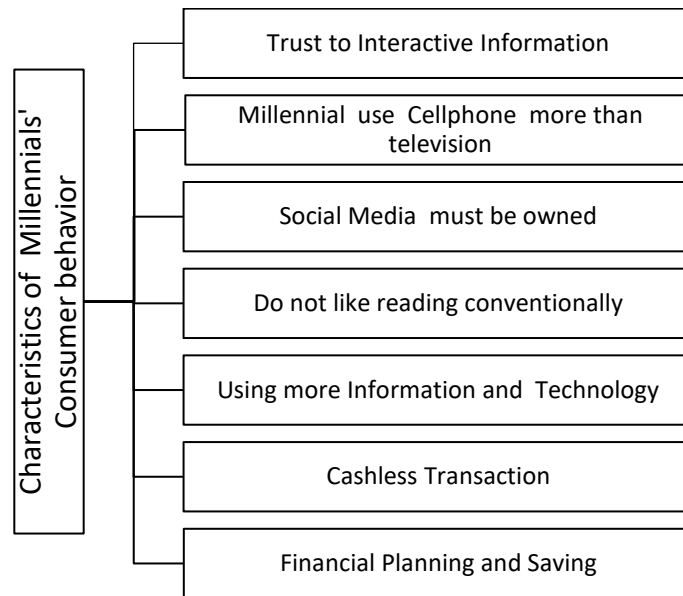 Characteristics of Millennials'
Consumer behavior
Trust to Interactive Information
Millennial use Cellphone more than
television
Social Media must be owned
Do not like reading conventionally
Using more Information and Technology
Cashless Transaction
Financial Planning and Saving